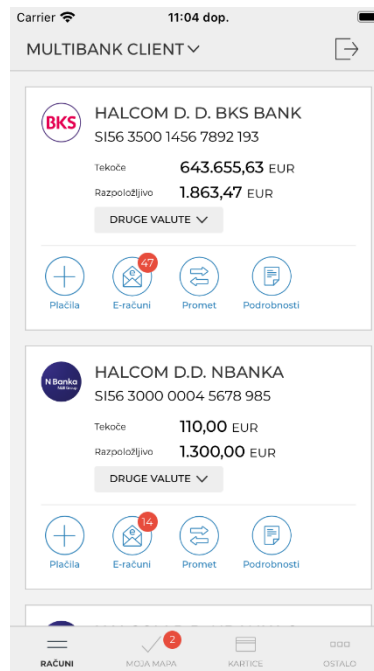 Carrier 11:04 dop.
MULTIBANK CLIENT
BKS HALCOM D. D. BKS BANK
SI56 3500 1456 7892 193
Tekoče 643.655,63 EUR
Razpoložljivo 1.863,47 EUR
DRUGE VALUTE
47
Plačila E-računi Promet Podrobnosti
N Banka HALCOM D.D. NBANKA
SI56 3000 0004 5678 985
Tekoče 110,00 EUR
Razpoložljivo 1.300,00 EUR
DRUGE VALUTE
14
Plačila E-računi Promet Podrobnosti
2
RAČUNI MOJA MAPA KARTICE OSTALO